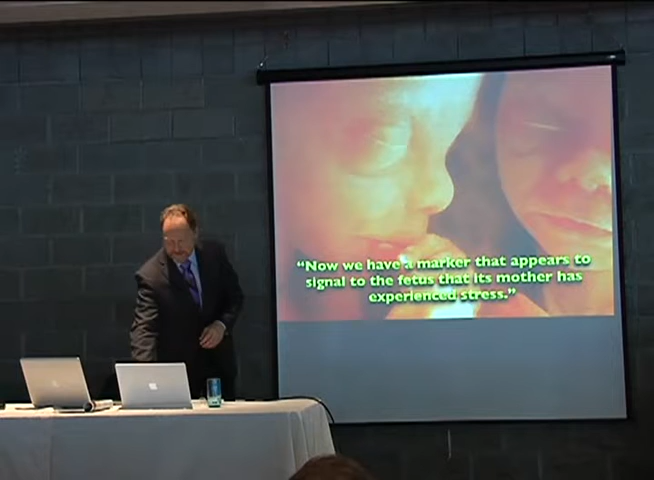 “Now we have a marker that appears to
signal to the fetus that its mother has
experienced stress.”